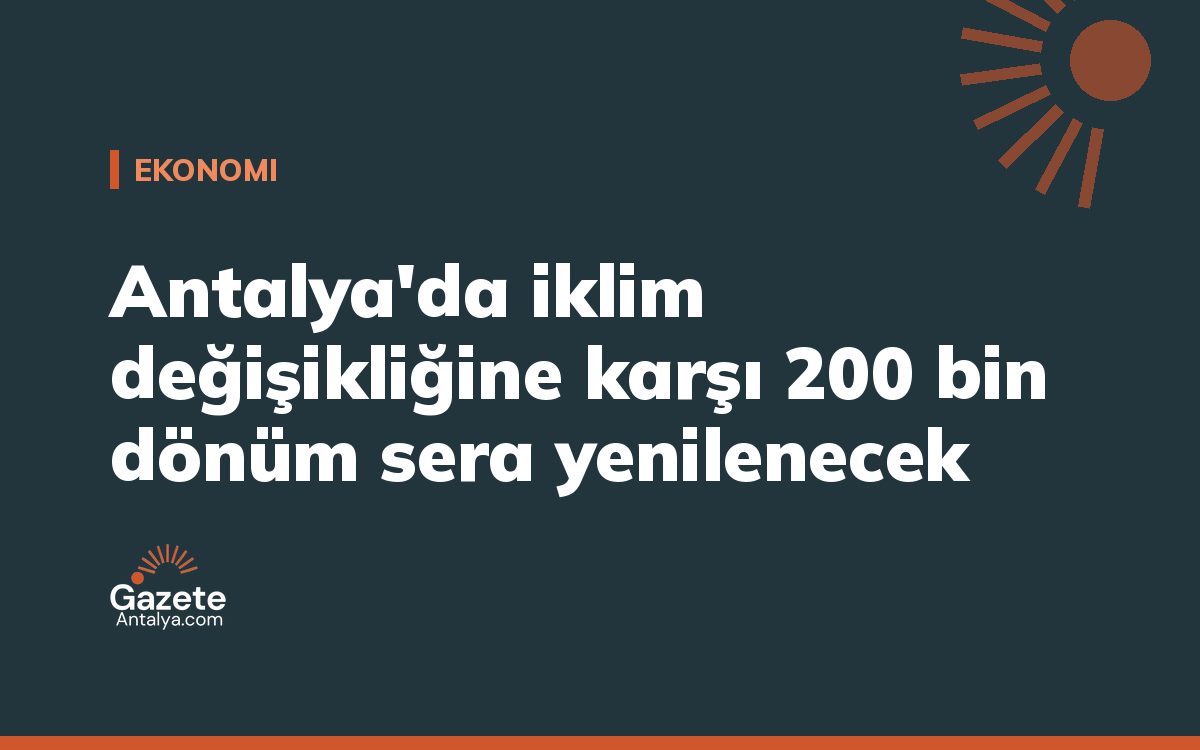 EKONOMI
Antalya'da iklim
değişikliğine karşı 200 bin
dönüm sera yenilenecek
Gazete
Antalya.com